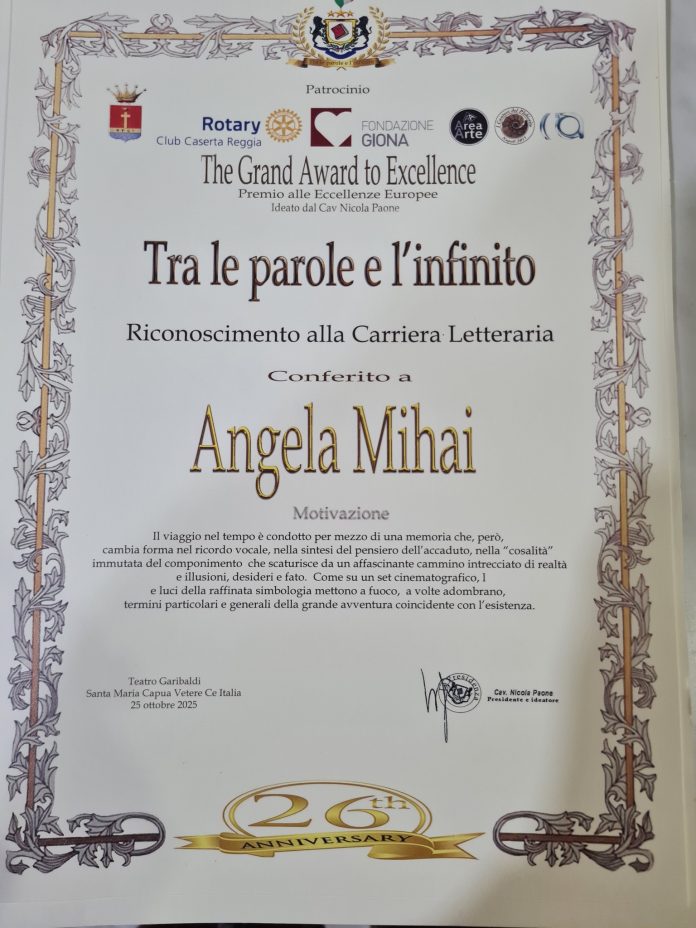 Tra le parole e l'infinito
Patrocinio
Rotary
Club Caserta Reggia
FONDAZIONE
GIONA
Area
Arte
The Grand Award to Excellence
Premio alle Eccellenze Europee
Ideato dal Cav Nicola Paone
Tra le parole e l'infinito
Riconoscimento alla Carriera Letteraria
Conferito a
Angela Mihai
Motivazione
Il viaggio nel tempo è condotto per mezzo di una memoria che, però,
cambia forma nel ricordo vocale, nella sintesi del pensiero dell'accaduto, nella “cosalità”
immutata del componimento che scaturisce da un affascinante cammino intrecciato di realtà
e illusioni, desideri e fato. Come su un set cinematografico, l
e luci della raffinata simbologia mettono a fuoco, a volte adombrano,
termini particolari e generali della grande avventura coincidente con l'esistenza.
Teatro Garibaldi
Santa Maria Capua Vetere Ce Italia
25 ottobre 2025
Presidenza
Cav. Nicola Paone
Presidente e ideatore
26th
ANNIVERSARY